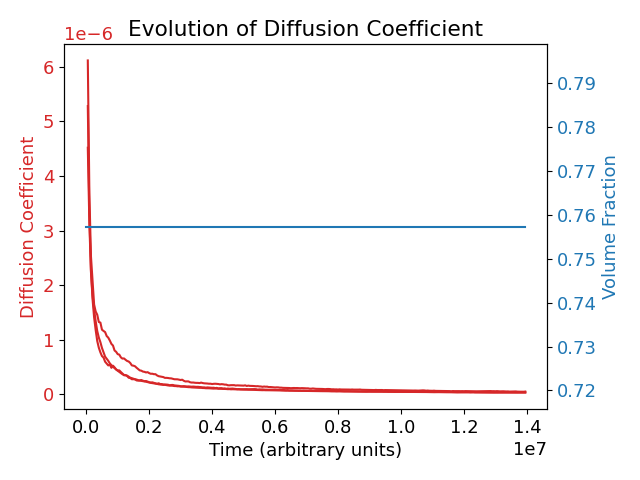 Evolution of Diffusion Coefficient
1e−6
6
5
4
3
2
1
0
Diffusion Coefficient
0.79
0.78
0.77
0.76
0.75
0.74
0.73
0.72
Volume Fraction
0.0 0.2 0.4 0.6 0.8 1.0 1.2 1.4
1e7
Time (arbitrary units)